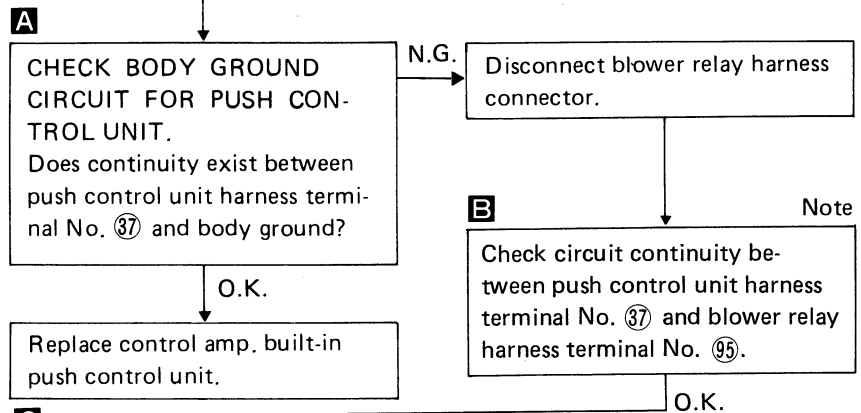 A
CHECK BODY GROUND
CIRCUIT FOR PUSH CON-
TROL UNIT.
Does continuity exist between
push control unit harness termi-
nal No. ㊲ and body ground?
N.G.
Disconnect blower relay harness
connector.
O.K.
Replace control amp. built-in
push control unit.
B
Note
Check circuit continuity be-
tween push control unit harness
terminal No. ㊲ and blower relay
harness terminal No. 95.
O.K.